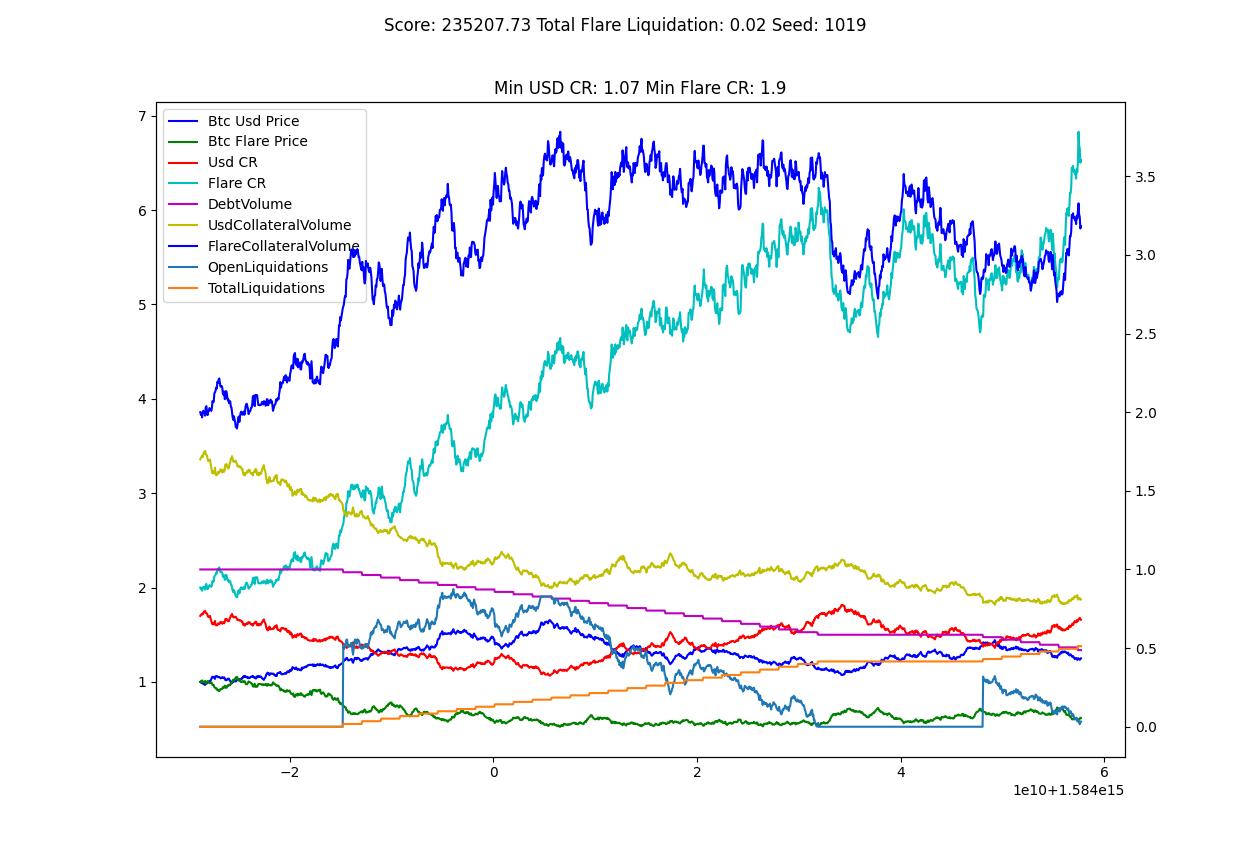 Score: 235207.73 Total Flare Liquidation: 0.02 Seed: 1019
Min USD CR: 1.07 Min Flare CR: 1.9
Btc Usd Price
Btc Flare Price
Usd CR
Flare CR
DebtVolume
UsdCollateralVolume
FlareCollateralVolume
OpenLiquidations
TotalLiquidations
7
6
5
4
3
2
1
3.5
3.0
2.5
2.0
1.5
1.0
0.5
0.0
−2 0 2 4 6
1e10+1.584e15